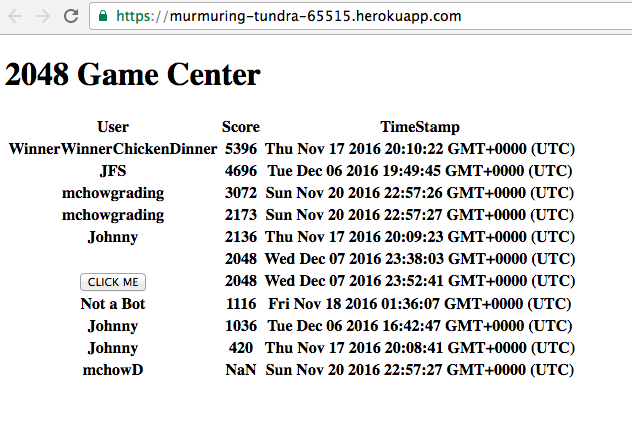 https://murmuring-tundra-65515.herokuapp.com
2048 Game Center
User Score TimeStamp
WinnerWinnerChickenDinner 5396 Thu Nov 17 2016 20:10:22 GMT+0000 (UTC)
JFS 4696 Tue Dec 06 2016 19:49:45 GMT+0000 (UTC)
mchowgrading 3072 Sun Nov 20 2016 22:57:26 GMT+0000 (UTC)
mchowgrading 2173 Sun Nov 20 2016 22:57:27 GMT+0000 (UTC)
Johnny 2136 Thu Nov 17 2016 20:09:23 GMT+0000 (UTC)
2048 Wed Dec 07 2016 23:38:03 GMT+0000 (UTC)
CLICK ME 2048 Wed Dec 07 2016 23:52:41 GMT+0000 (UTC)
Not a Bot 1116 Fri Nov 18 2016 01:36:07 GMT+0000 (UTC)
Johnny 1036 Tue Dec 06 2016 16:42:47 GMT+0000 (UTC)
Johnny 420 Thu Nov 17 2016 20:08:41 GMT+0000 (UTC)
mchowD NaN Sun Nov 20 2016 22:57:27 GMT+0000 (UTC)